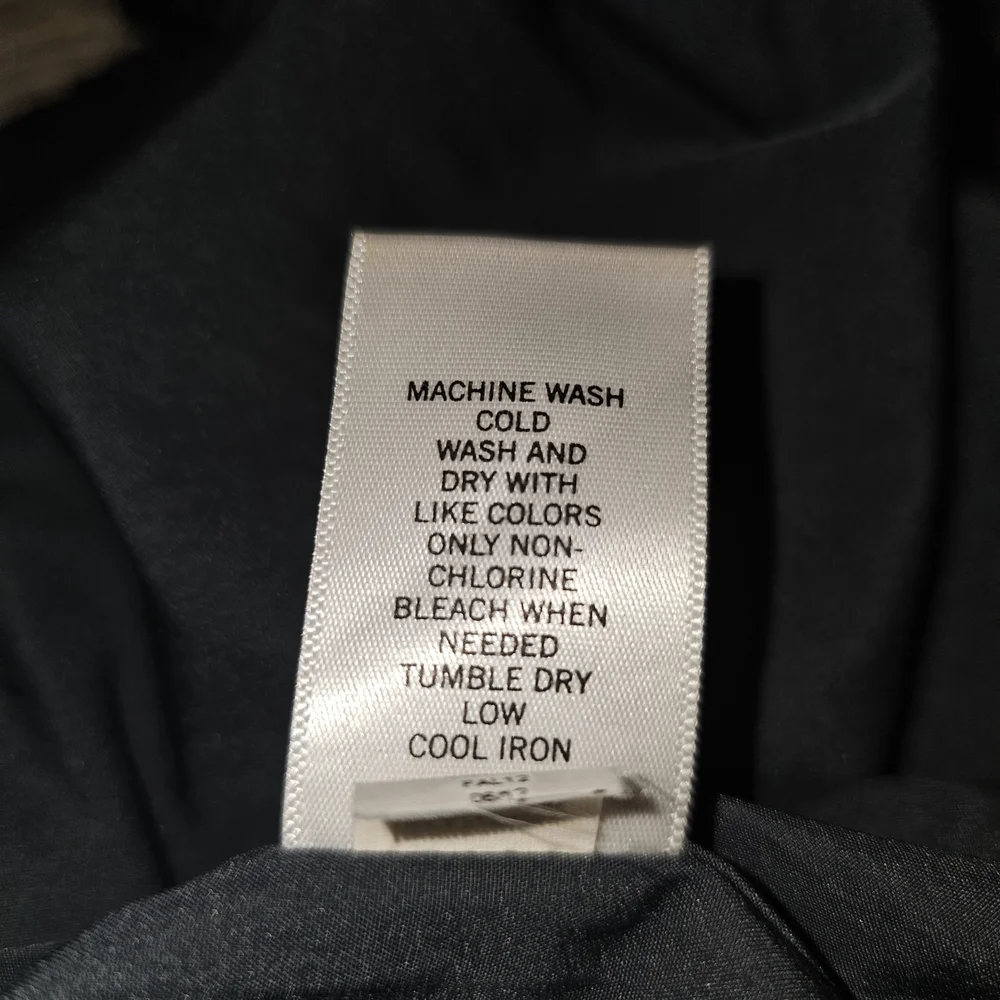 MACHINE WASH
COLD
WASH AND
DRY WITH
LIKE COLORS
ONLY NON-
CHLORINE
BLEACH WHEN
NEEDED
TUMBLE DRY
LOW
COOL IRON